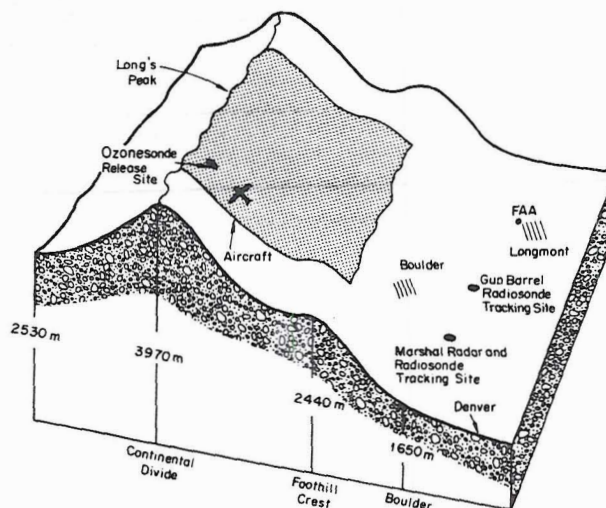 Long's
Peak
Ozonesonde
Release
Site
Aircraft
FAA
Longmont
Boulder
Gun Barrel
Radiosonde
Tracking Site
Marshal Radar and
Radiosonde
Tracking Site
Denver
2530 m
3970 m
2440 m
1650 m
Continental
Divide
Foothill
Crest
Boulder